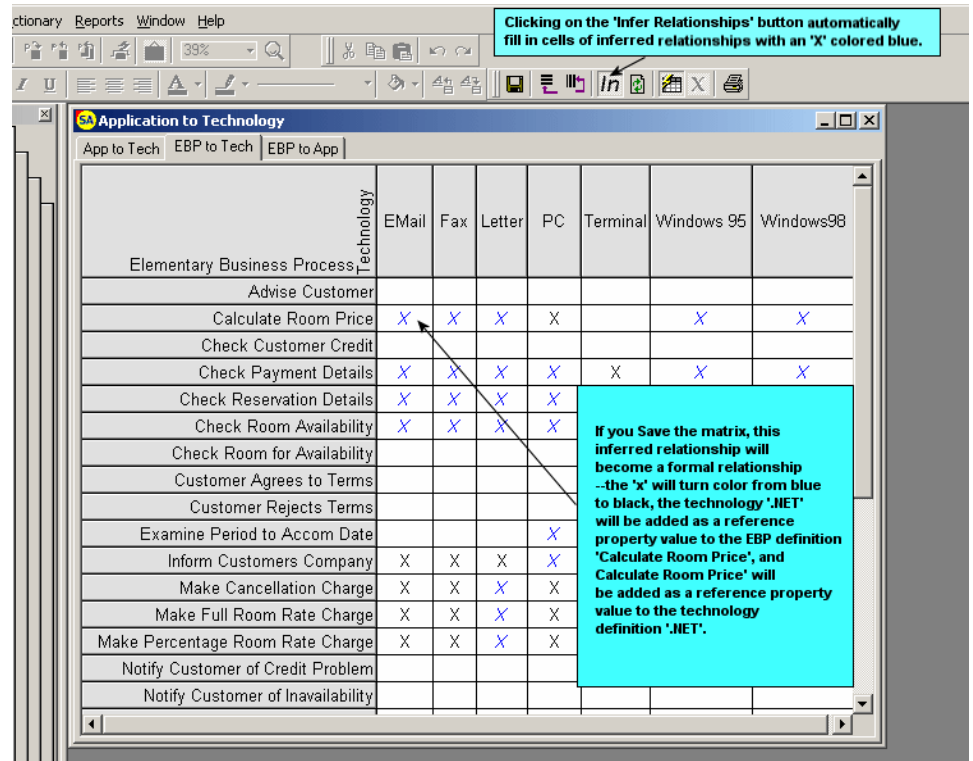 ctionary Reports Window Help
Clicking on the 'Infer Relationships' button automatically
fill in cells of inferred relationships with an 'X' colored blue.
39%
I U A In X
SA Application to Technology
App to Tech EBP to Tech EBP to App
Technology
Elementary Business Process
EMail Fax Letter PC Terminal Windows 95 Windows98
Advise Customer
Calculate Room Price X X X X X X
Check Customer Credit
Check Payment Details X X X X X X X
Check Reservation Details X X X X
Check Room Availability X X X X
Check Room for Availability
Customer Agrees to Terms
Customer Rejects Terms
Examine Period to Accom Date X
Inform Customers Company X X X X
Make Cancellation Charge X X X X
Make Full Room Rate Charge X X X X
Make Percentage Room Rate Charge X X X X
Notify Customer of Credit Problem
Notify Customer of Inavailability
If you Save the matrix, this
inferred relationship will
become a formal relationship
--the 'x' will turn color from blue
to black, the technology '.NET'
will be added as a reference
property value to the EBP definition
'Calculate Room Price', and
Calculate Room Price' will
be added as a reference property
value to the technology
definition '.NET'.